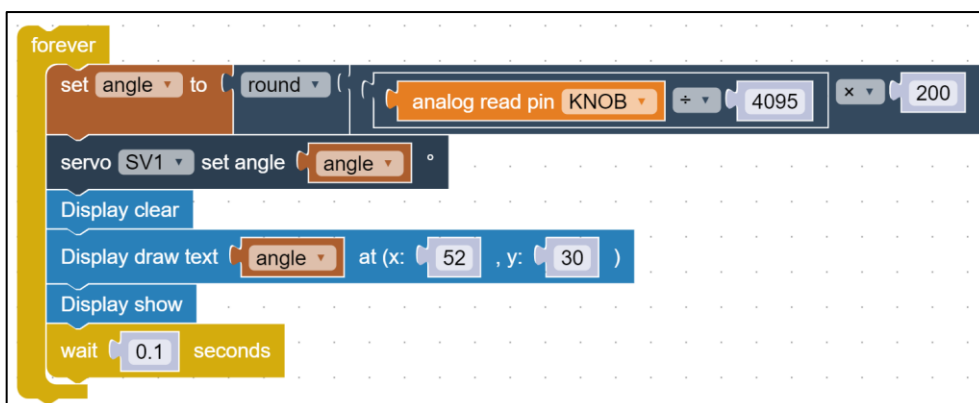 forever
set angle to round analog read pin KNOB ÷ 4095 × 200
servo SV1 set angle angle °
Display clear
Display draw text angle at (x: 52 , y: 30 )
Display show
wait 0.1 seconds